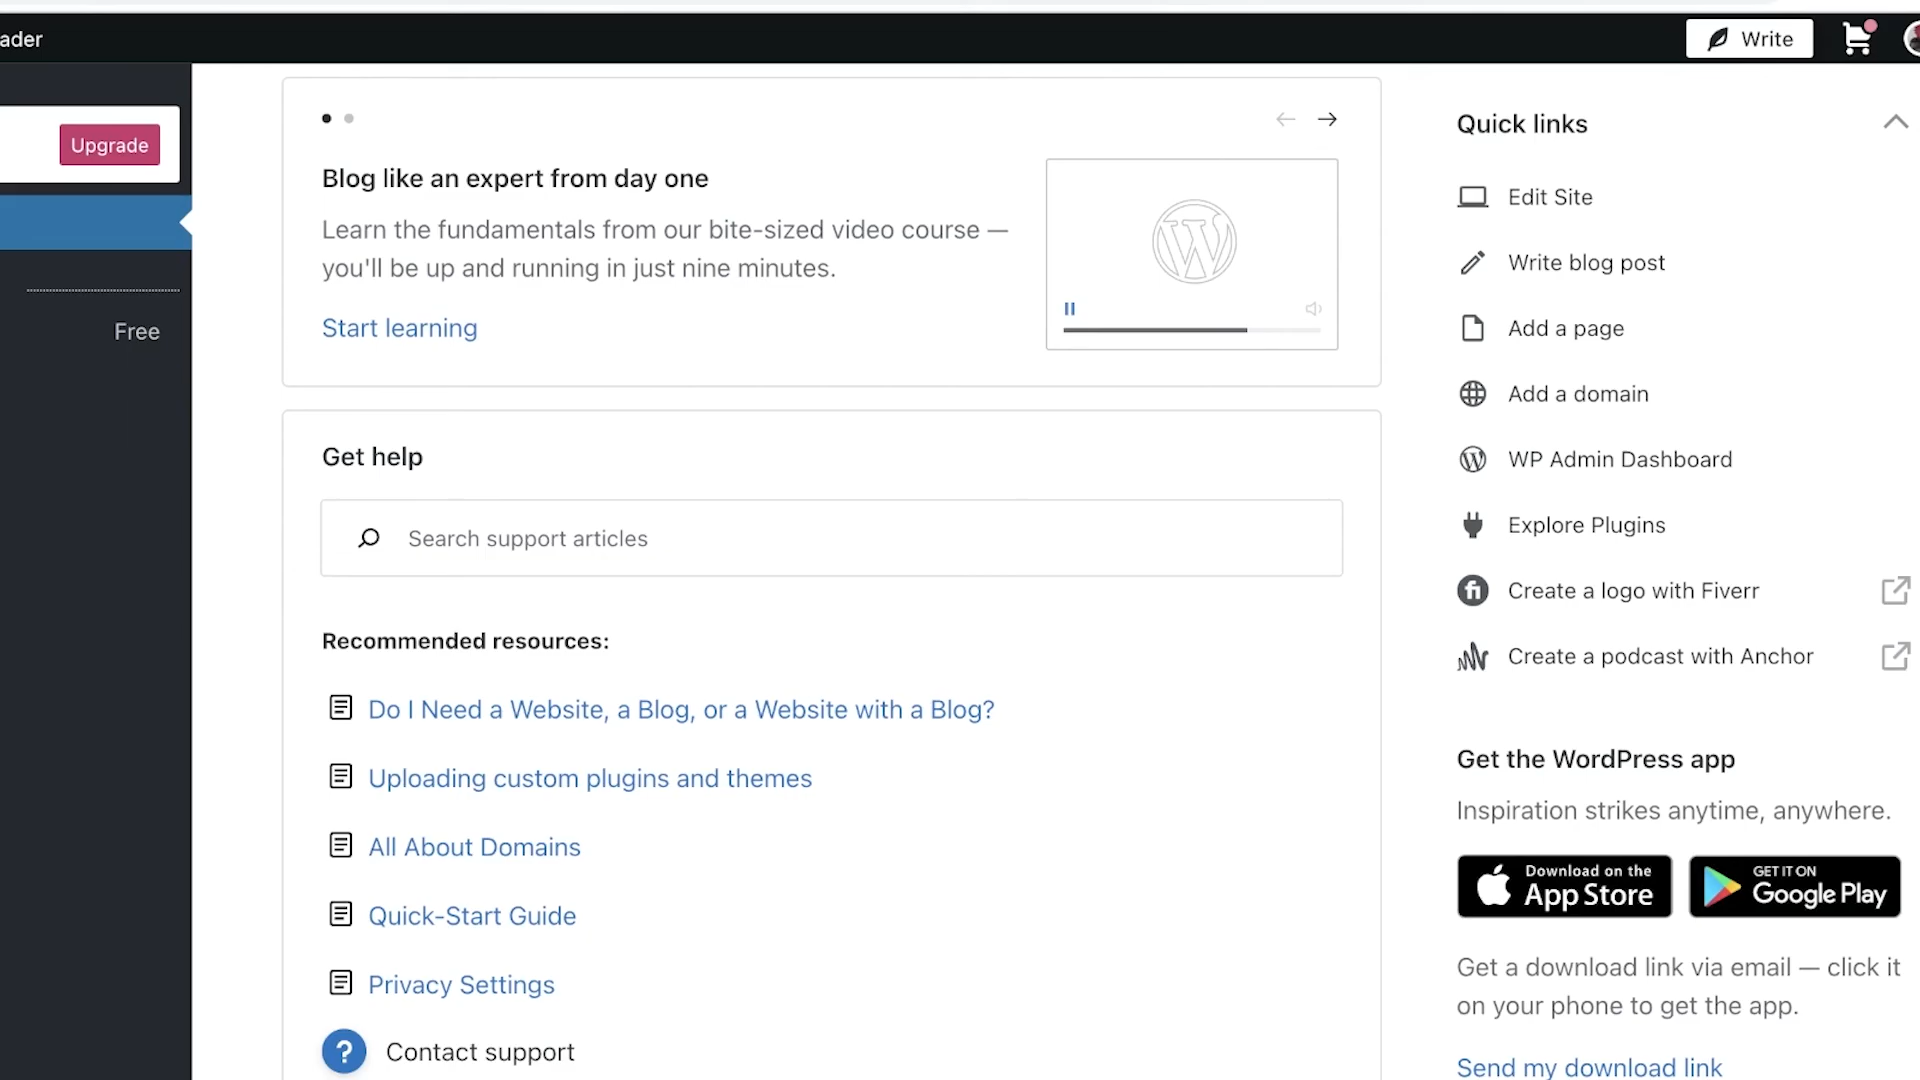 ader
Write
Upgrade
Free
Blog like an expert from day one
Learn the fundamentals from our bite-sized video course —
you'll be up and running in just nine minutes.
Start learning
Get help
Search support articles
Recommended resources:
Do I Need a Website, a Blog, or a Website with a Blog?
Uploading custom plugins and themes
All About Domains
Quick-Start Guide
Privacy Settings
? Contact support
Quick links
Edit Site
Write blog post
Add a page
Add a domain
WP Admin Dashboard
Explore Plugins
fi Create a logo with Fiverr
Create a podcast with Anchor
Get the WordPress app
Inspiration strikes anytime, anywhere.
Download on the
App Store
GET IT ON
Google Play
Get a download link via email — click it
on your phone to get the app.
Send my download link